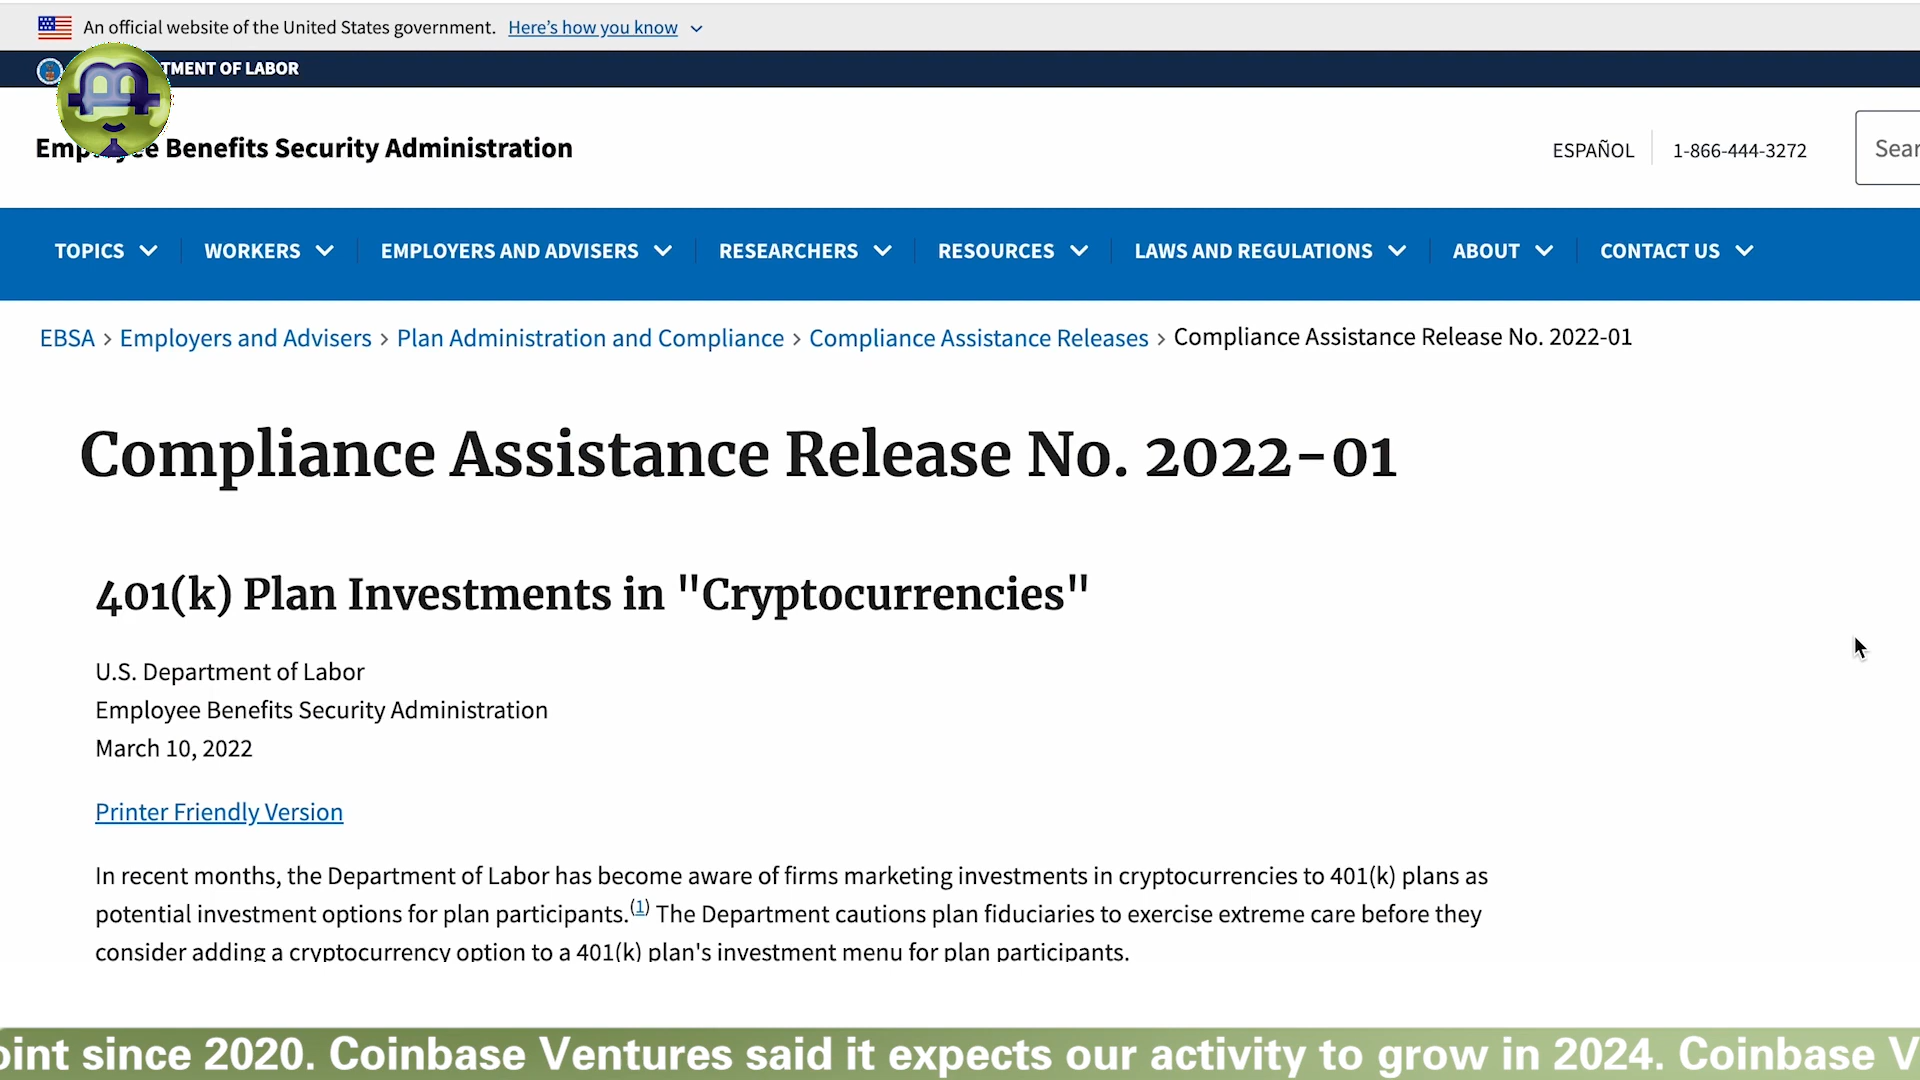 An official website of the United States government. Here's how you know
TMENT OF LABOR
Benefits Security Administration
ESPAÑOL 1-866-444-3272
TOPICS WORKERS EMPLOYERS AND ADVISERS RESEARCHERS RESOURCES LAWS AND REGULATIONS ABOUT CONTACT US
EBSA > Employers and Advisers > Plan Administration and Compliance > Compliance Assistance Releases > Compliance Assistance Release No. 2022-01
Compliance Assistance Release No. 2022-01
401(k) Plan Investments in "Cryptocurrencies"
U.S. Department of Labor
Employee Benefits Security Administration
March 10, 2022
Printer Friendly Version
In recent months, the Department of Labor has become aware of firms marketing investments in cryptocurrencies to 401(k) plans as
potential investment options for plan participants.(1) The Department cautions plan fiduciaries to exercise extreme care before they
consider adding a cryptocurrency option to a 401(k) plan's investment menu for plan participants.
oint since 2020. Coinbase Ventures said it expects our activity to grow in 2024. Coinbase V